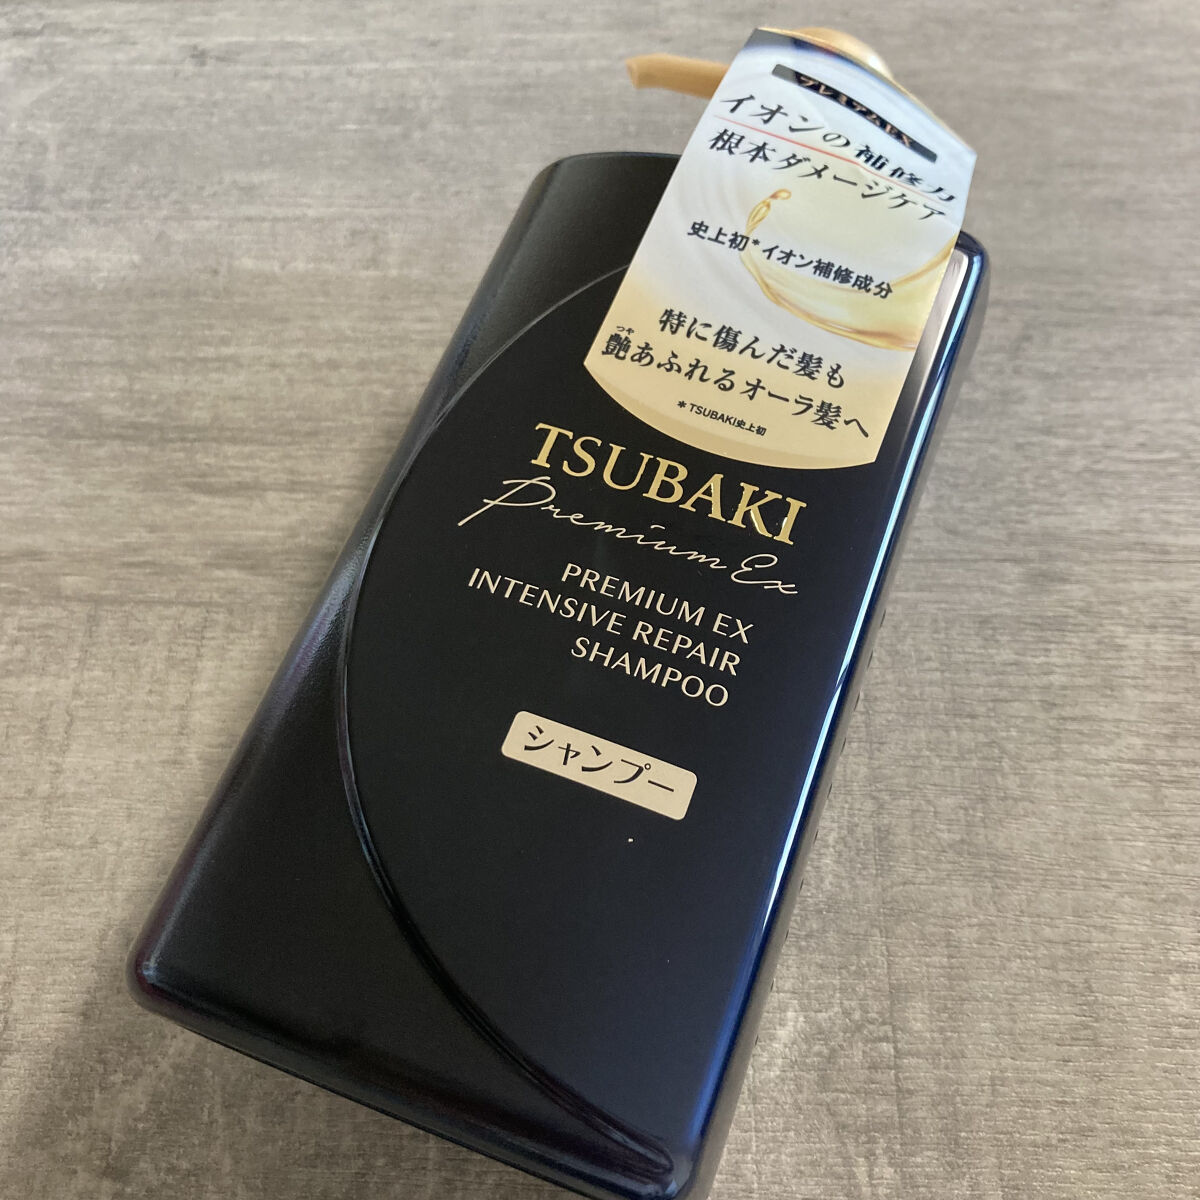 プレミアムEX
イオンの補修力
根本ダメージケア
史上初*イオン補修成分
特に傷んだ髪も
つや
艶あふれるオーラ髪へ
*TSUBAKI史上初
TSUBAKI
Premium Ex
PREMIUM EX
INTENSIVE REPAIR
SHAMPOO
シャンプー